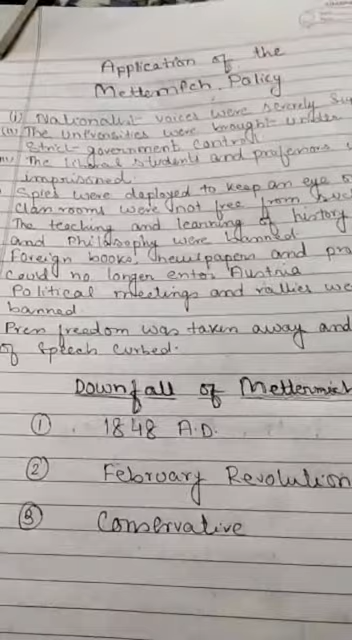 Application of the
Metternich Policy
(i) Nationalist voices were severely
(ii) The Universities were brought under
Strict government control
The liberal students and professors
imprisoned
Spies were deployed to keep an eye
classrooms were not free from
The teaching and learning of history
and Philosophy were banned
Foreign books, newspapers and
could no longer enter Austria
Political meetings and rallies
banned
Press freedom was taken away and
of speech curbed.
Downfall of Metternich
① 1848 A.D.
② February Revolution
③ Conservative